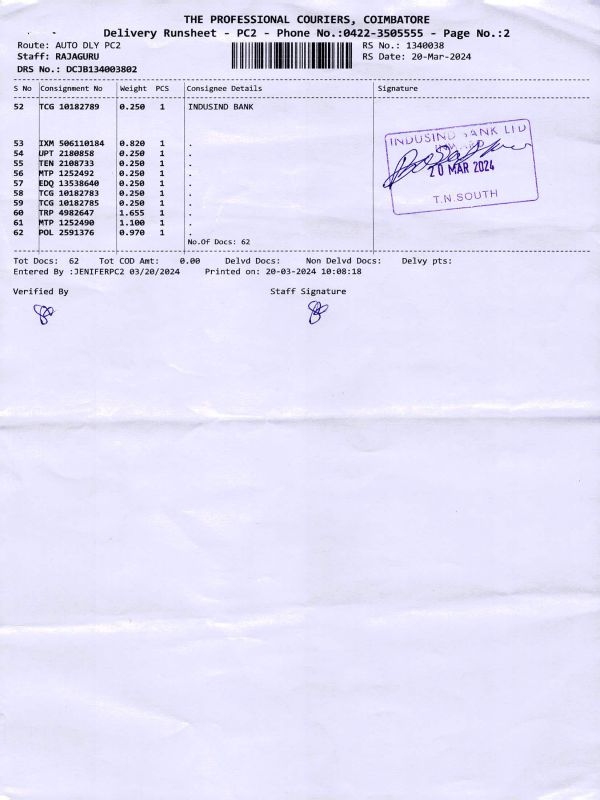 THE PROFESSIONAL COURIERS, COIMBATORE
Delivery Runsheet - PC2 - Phone No.:0422-3505555 - Page No.:2
Route: AUTO DLY PC2 RS No.: 1340038
Staff: RAJAGURU RS Date: 20-Mar-2024
DRS No.: DCJB134003802
S No Consignment No Weight PCS Consignee Details Signature
52 TCG 10182789 0.250 1 INDUSIND BANK
53 IXM 506110184 0.820 1 .
54 UPT 2180858 0.250 1 .
55 TEN 2108733 0.250 1 .
56 MTP 1252492 0.250 1 .
57 EDQ 13538640 0.250 1 .
58 TCG 10182783 0.250 1 .
59 TCG 10182785 0.250 1 .
60 TRP 4982647 1.655 1 .
61 MTP 1252490 1.100 1 .
62 POL 2591376 0.970 1 .
No.Of Docs: 62
INDUSIND BANK LTD
20 MAR 2024
T.N.SOUTH
Tot Docs: 62 Tot COD Amt: 0.00 Delvd Docs: Non Delvd Docs: Delvy pts:
Entered By :JENIFERPC2 03/20/2024 Printed on: 20-03-2024 10:08:18
Verified By Staff Signature